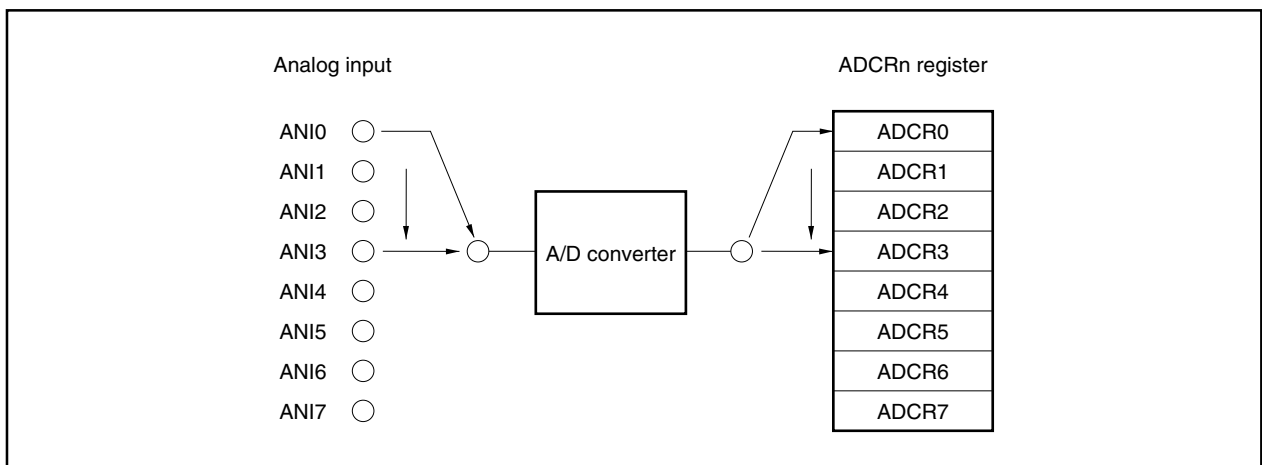 Analog input
ADCRn register
ANI0
ANI1
ANI2
ANI3
ANI4
ANI5
ANI6
ANI7
A/D converter
ADCR0
ADCR1
ADCR2
ADCR3
ADCR4
ADCR5
ADCR6
ADCR7